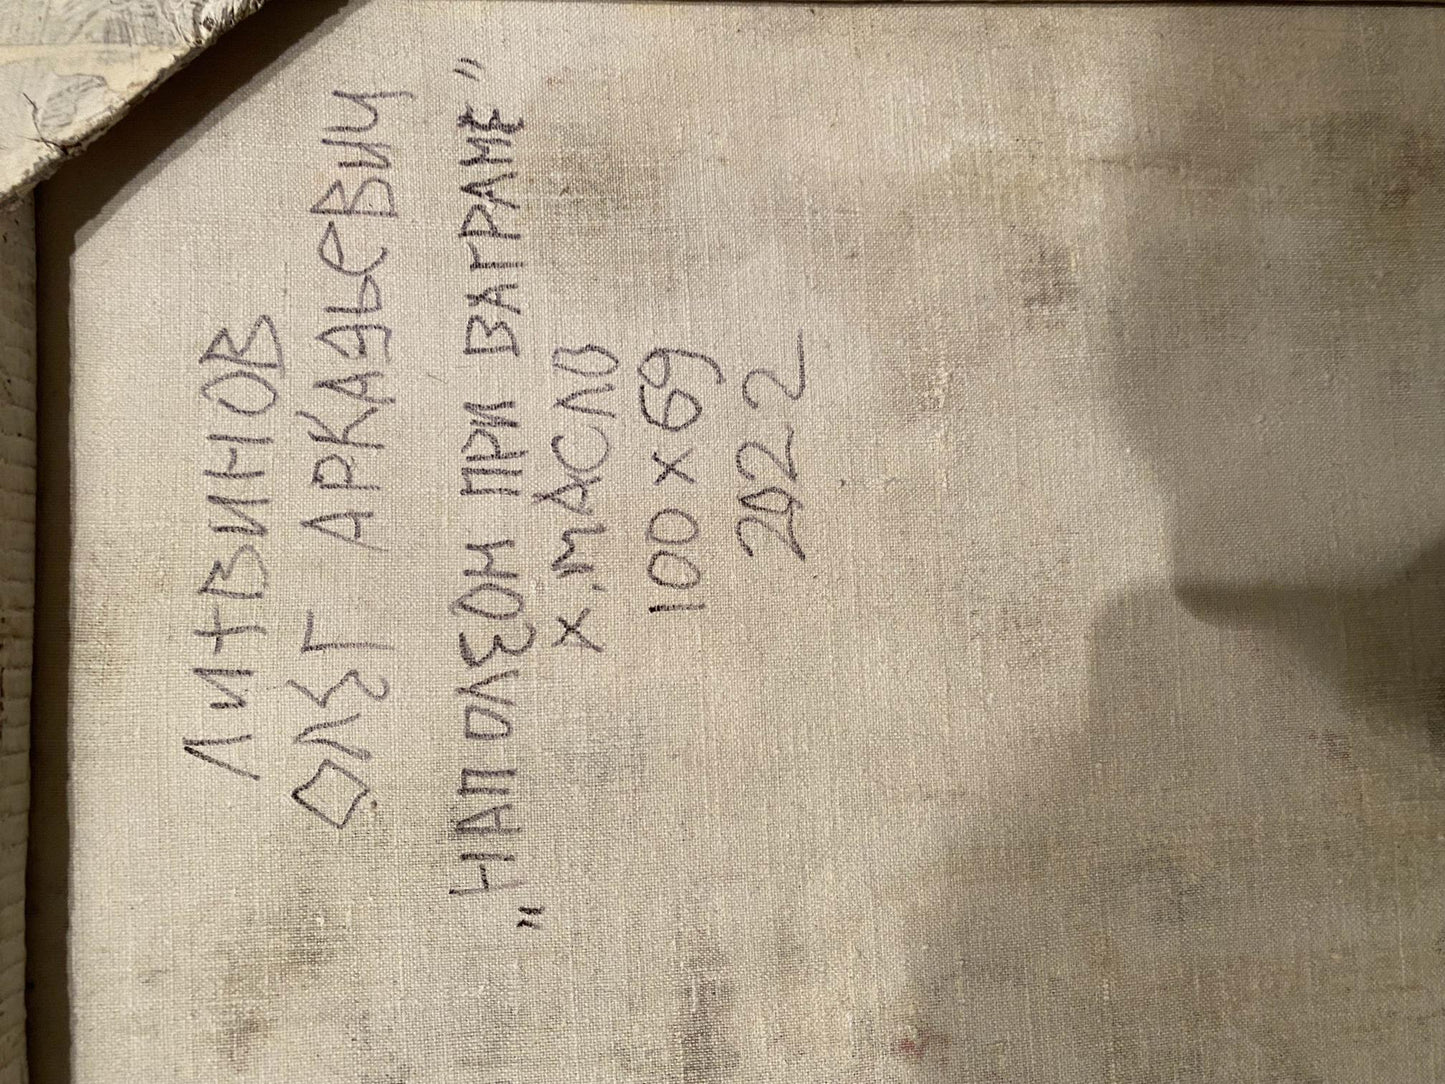 ЛИТВИНОВ
ОЛЕГ АРКАДЬЕВИЧ
„НАПОЛЕОН ПРИ ВАГРАМЕ”
Х.МАСЛО
100 х 69
2022